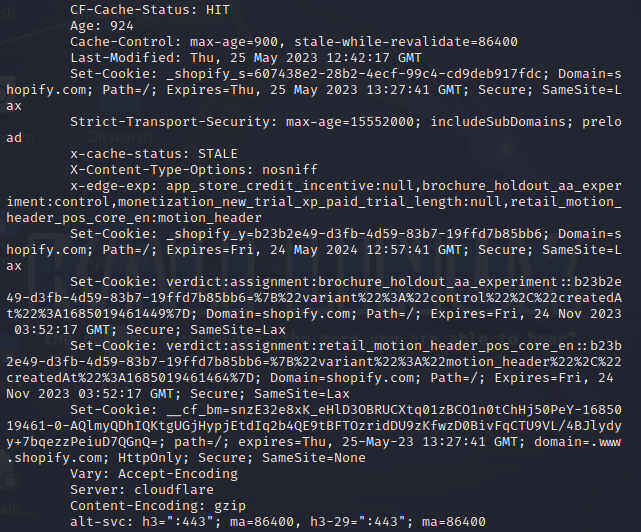 CF-Cache-Status: HIT
Age: 924
Cache-Control: max-age=900, stale-while-revalidate=86400
Last-Modified: Thu, 25 May 2023 12:42:17 GMT
Set-Cookie: _shopify_s=607438e2-28b2-4ecf-99c4-cd9deb917fdc; Domain=s
hopify.com; Path=/; Expires=Thu, 25 May 2023 13:27:41 GMT; Secure; SameSite=L
ax
Strict-Transport-Security: max-age=15552000; includeSubDomains; prelo
ad
x-cache-status: STALE
X-Content-Type-Options: nosniff
x-edge-exp: app_store_credit_incentive:null,brochure_holdout_aa_exper
iment:control,monetization_new_trial_xp_paid_trial_length:null,retail_motion_
header_pos_core_en:motion_header
Set-Cookie: _shopify_y=b23b2e49-d3fb-4d59-83b7-19ffd7b85bb6; Domain=s
hopify.com; Path=/; Expires=Fri, 24 May 2024 12:57:41 GMT; Secure; SameSite=L
ax
Set-Cookie: verdict:assignment:brochure_holdout_aa_experiment::b23b2
e49-d3fb-4d59-83b7-19ffd7b85bb6=%7B%22variant%22%3A%22control%22%2C%22created
At%22%3A1685019461449%7D; Domain=shopify.com; Path=/; Expires=Fri, 24 Nov 2023
03:52:17 GMT; Secure; SameSite=Lax
Set-Cookie: verdict:assignment:retail_motion_header_pos_core_en::b23b
2e49-d3fb-4d59-83b7-19ffd7b85bb6=%7B%22variant%22%3A%22motion_header%22%2C%22
createdAt%22%3A1685019461464%7D; Domain=shopify.com; Path=/; Expires=Fri, 24
Nov 2023 03:52:17 GMT; Secure; SameSite=Lax
Set-Cookie: __cf_bm=snzE32e8xK_eHlD3OBRUCXtq01zBCO1n0tChHj50PeY-16850
19461-0-AQlmyQDhIQKtgUGjHypjEtdIq2b4QE9tBFTOzridDU9zKfwzD0BivFqCTU9VL/4BJlydy
y+7bqezzPeiuD7QGnQ=; path=/; expires=Thu, 25-May-23 13:27:41 GMT; domain=.www
.shopify.com; HttpOnly; Secure; SameSite=None
Vary: Accept-Encoding
Server: cloudflare
Content-Encoding: gzip
alt-svc: h3=":443"; ma=86400, h3-29=":443"; ma=86400